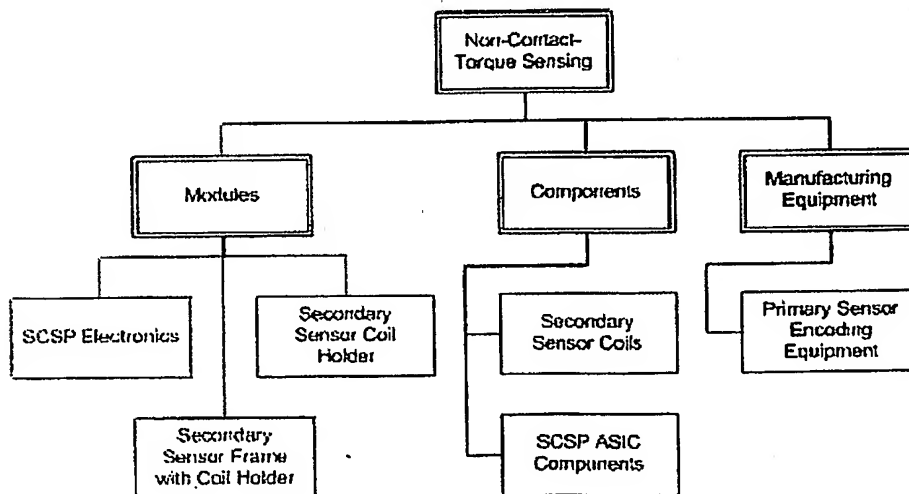 Non-Contact-
Torque Sensing
Modules
Components
Manufacturing
Equipment
SCSP Electronics
Secondary
Sensor Coil
Holder
Secondary
Sensor Coils
Primary Sensor
Encoding
Equipment
Secondary
Sensor Frame
with Coil Holder
SCSP ASIC
Components